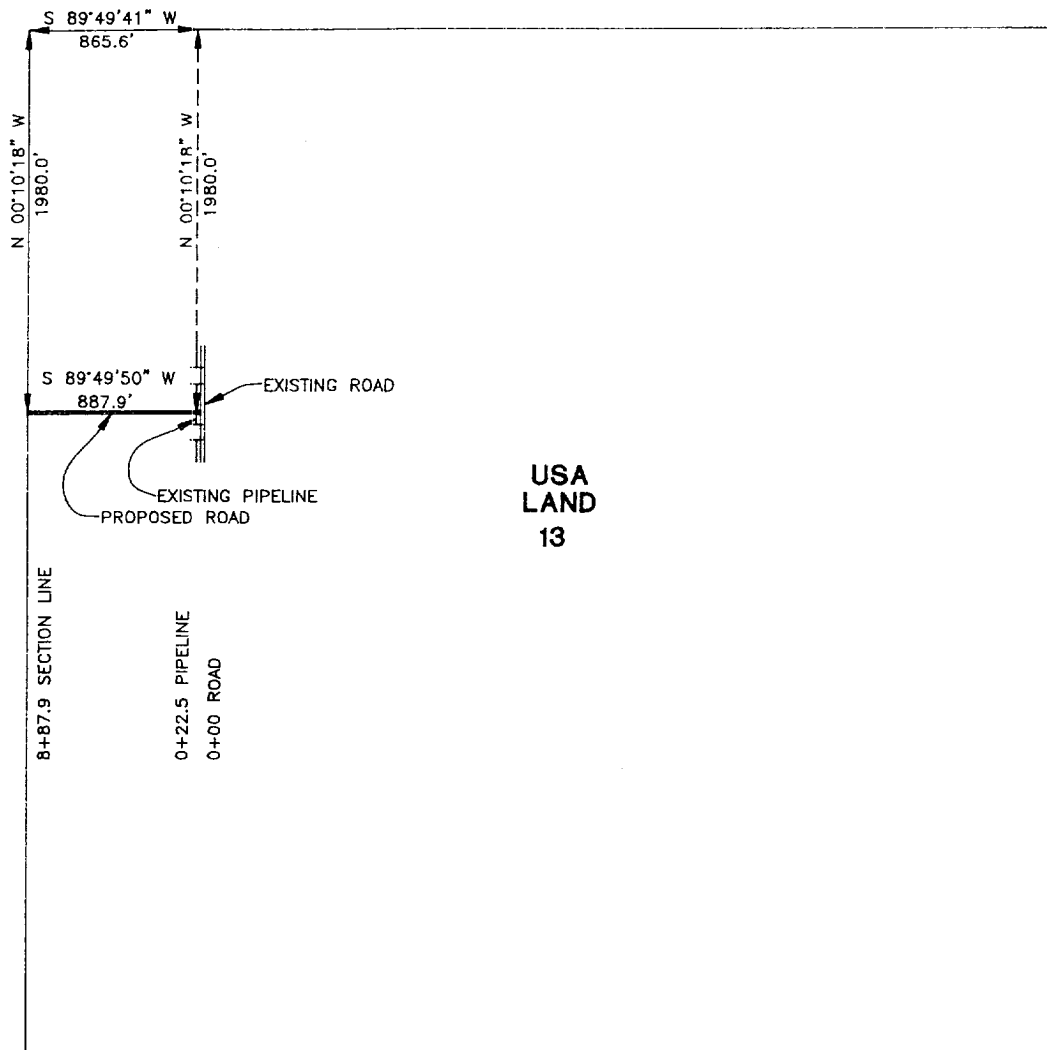 S 89°49'41" W
865.6'
N 00°10'18" W
1980.0'
N 00°10'18" W
1980.0'
S 89°49'50" W
887.9'
EXISTING ROAD
EXISTING PIPELINE
PROPOSED ROAD
USA
LAND
13
8+87.9 SECTION LINE
0+22.5 PIPELINE
0+00 ROAD